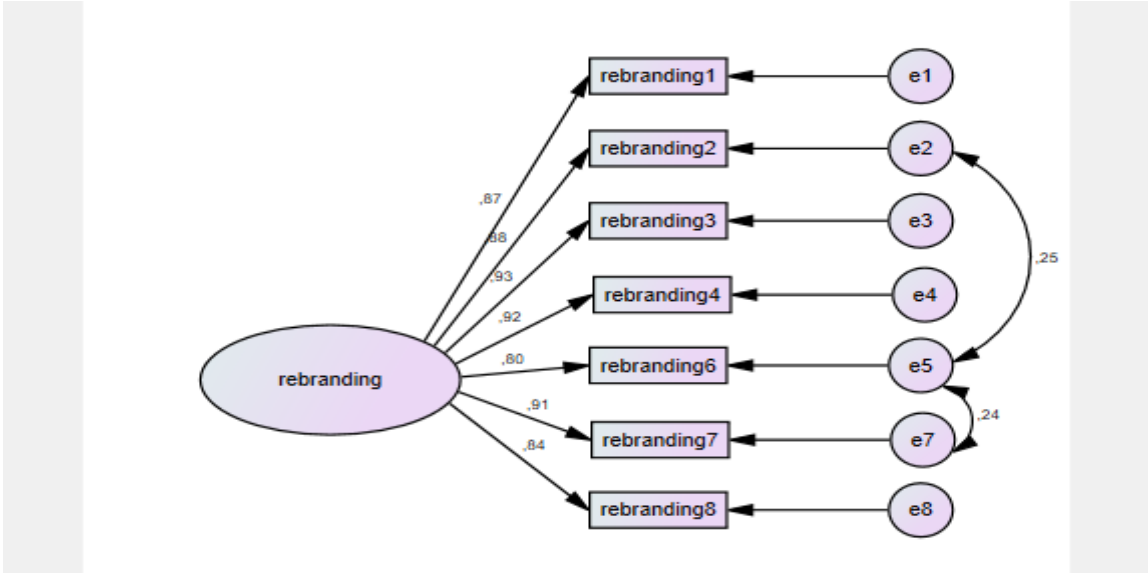 rebranding1 e1
rebranding2 e2
,87
,88
rebranding3 e3
,93
,25
rebranding4 e4
,92
,80
rebranding6 e5
rebranding
,91
,24
rebranding7 e7
,84
rebranding8 e8